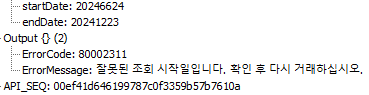 startDate: 20246624
endDate: 20241223
Output {} (2)
ErrorCode: 80002311
ErrorMessage: 잘못된 조회 시작일입니다. 확인 후 다시 거래하십시오.
API_SEQ: 00ef41d646199787c0f3359b57b7610a